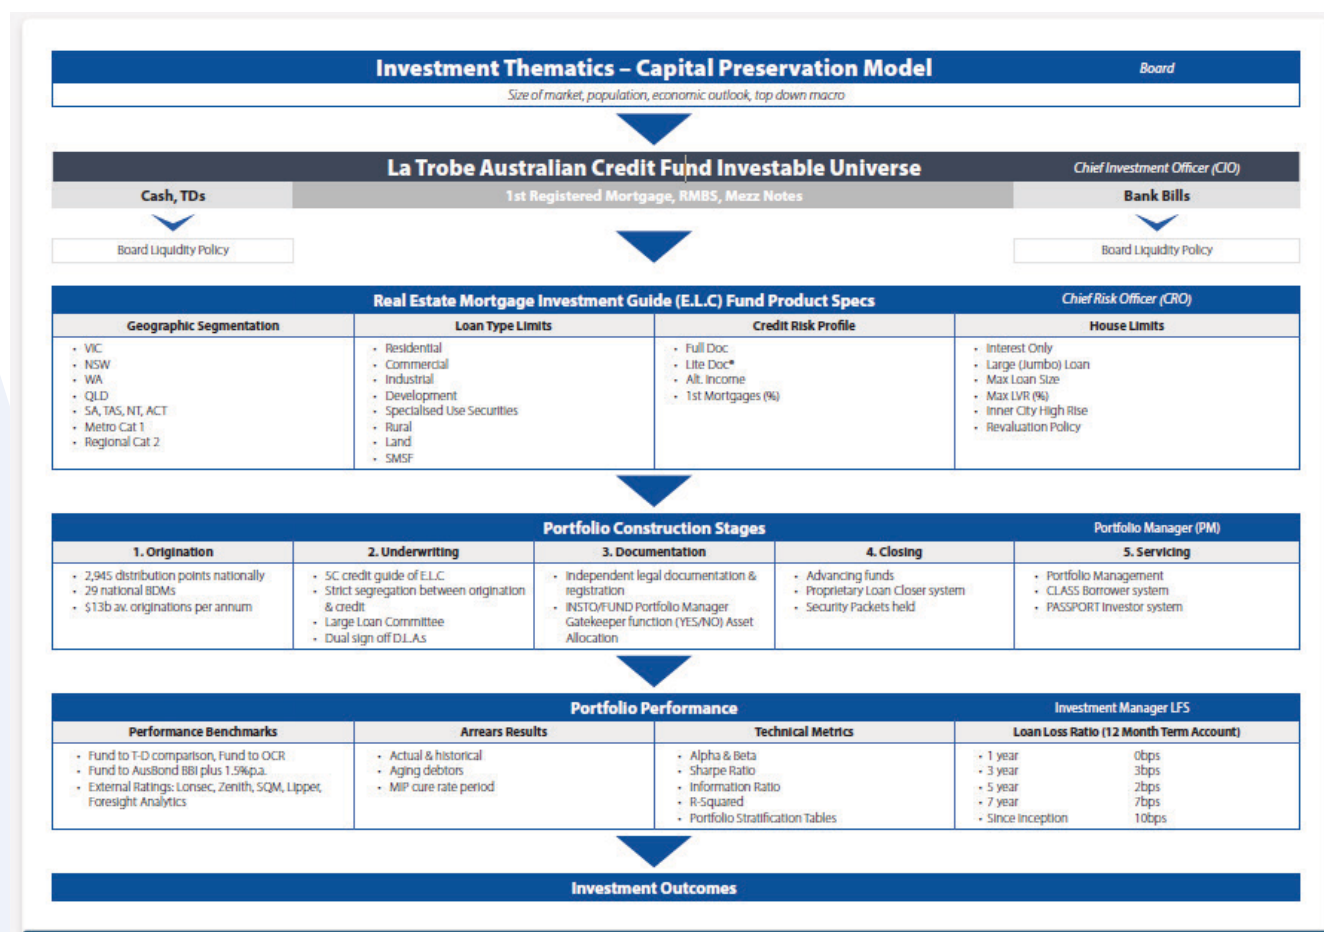 Investment Thematics – Capital Preservation Model
Board
Size of market, population, economic outlook, top down macro
La Trobe Australian Credit Fund Investable Universe
Chief Investment Officer (CIO)
Cash, TDs
1st Registered Mortgage, RMBS, Mezz Notes
Bank Bills
Board Liquidity Policy
Board Liquidity Policy
Real Estate Mortgage Investment Guide (E.L.C) Fund Product Specs
Chief Risk Officer (CRO)
Geographic Segmentation
• VIC
• NSW
• WA
• QLD
• SA, TAS, NT, ACT
• Metro Cat 1
• Regional Cat 2
Loan Type Limits
• Residential
• Commercial
• Industrial
• Development
• Specialised Use Securities
• Rural
• Land
• SMSF
Credit Risk Profile
• Full Doc
• Lite Doc®
• Alt. Income
• 1st Mortgages (%)
House Limits
• Interest Only
• Large (Jumbo) Loan
• Max Loan Size
• Max LVR (%)
• Inner City High Rise
• Revaluation Policy
Portfolio Construction Stages
Portfolio Manager (PM)
1. Origination
• 2,945 distribution points nationally
• 29 national BDMs
• $13b av. originations per annum
2. Underwriting
• 5C credit guide of E.L.C
• Strict segregation between origination
& credit
• Large Loan Committee
• Dual sign off D.L.A.s
3. Documentation
• Independent legal documentation &
registration
• INSTO/FUND Portfolio Manager
Gatekeeper function (YES/NO) Asset
Allocation
4. Closing
• Advancing funds
• Proprietary Loan Closer system
• Security Packets held
5. Servicing
• Portfolio Management
• CLASS Borrower system
• PASSPORT Investor system
Portfolio Performance
Investment Manager LFS
Performance Benchmarks
• Fund to T-D comparison, Fund to OCR
• Fund to AusBond BBI plus 1.5%p.a.
• External Ratings: Lonsec, Zenith, SQM, Lipper,
Foresight Analytics
Arrears Results
• Actual & historical
• Aging debtors
• MIP cure rate period
Technical Metrics
• Alpha & Beta
• Sharpe Ratio
• Information Ratio
• R-Squared
• Portfolio Stratification Tables
Loan Loss Ratio (12 Month Term Account)
• 1 year 0bps
• 3 year 3bps
• 5 year 2bps
• 7 year 7bps
• Since Inception 10bps
Investment Outcomes